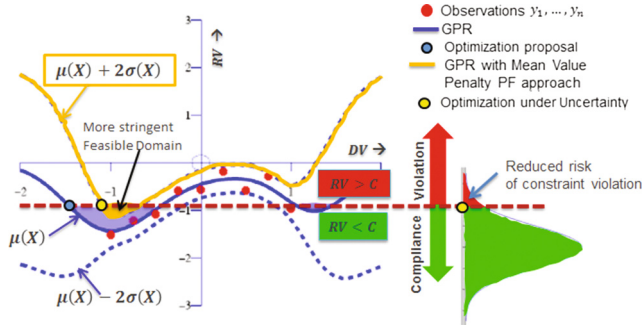 Observations y₁, ..., yₙ
GPR
Optimization proposal
GPR with Mean Value
Penalty PF approach
Optimization under Uncertainty
3
RV →
2
1
μ(X) + 2σ(X)
More stringent
Feasible Domain
DV →
-2
-1
1
2
RV > C
-1
RV < C
μ(X)
-2
μ(X) − 2σ(X)
-3
Violation
Compliance
Reduced risk
of constraint violation